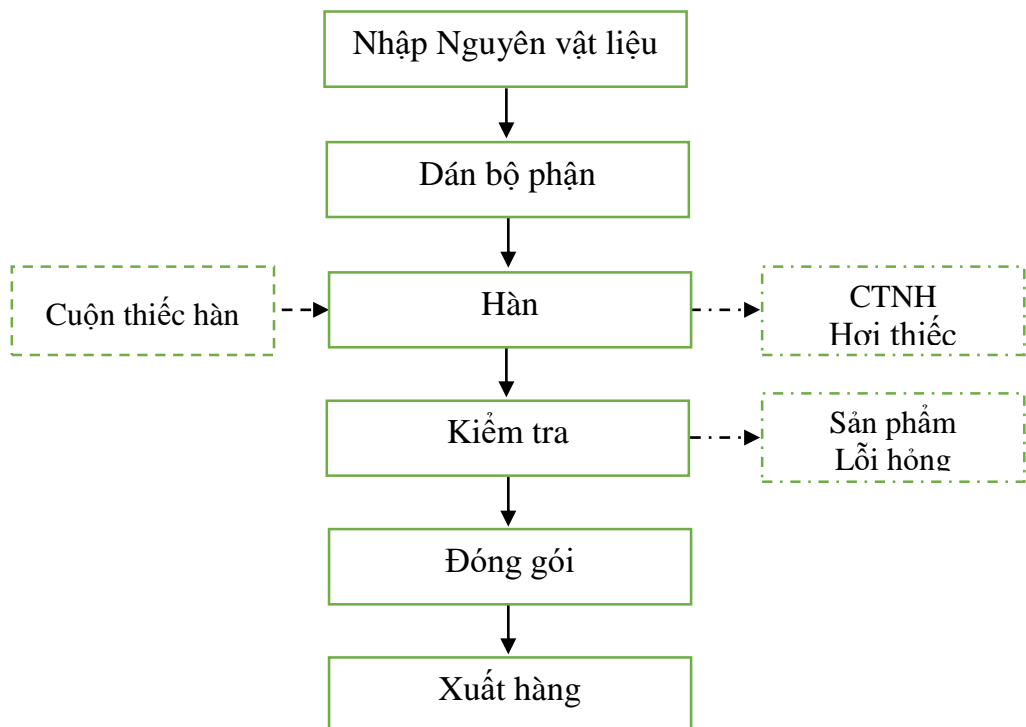 Nhập Nguyên vật liệu
Dán bộ phận
Cuộn thiếc hàn
Hàn
CTNH
Hơi thiếc
Kiểm tra
Sản phẩm
Lỗi hỏng
Đóng gói
Xuất hàng